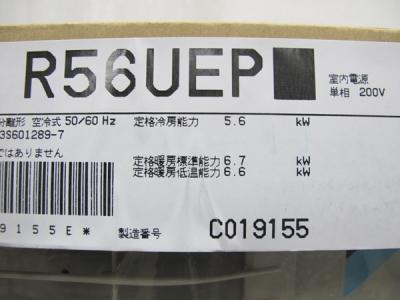 R56UEP■
室内電源
単相 200V
分離形 空冷式 50/60 Hz
3S601289-7
ではありません
定格冷房能力 5.6 kW
定格暖房標準能力 6.7 kW
定格暖房低温能力 6.6 kW
9155E*
製造番号 C019155